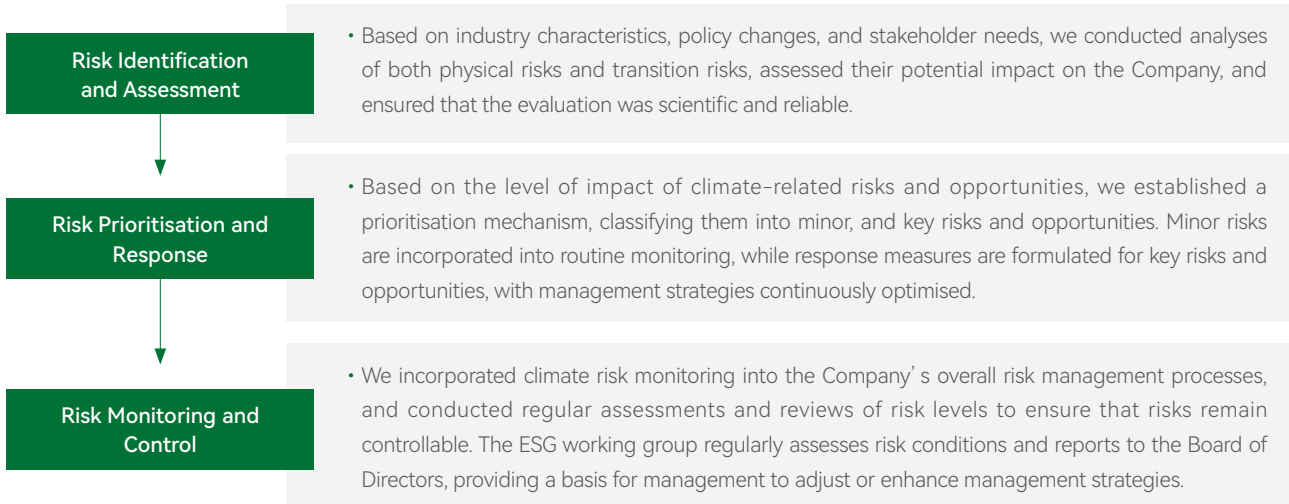 Risk Identification
and Assessment
• Based on industry characteristics, policy changes, and stakeholder needs, we conducted analyses
of both physical risks and transition risks, assessed their potential impact on the Company, and
ensured that the evaluation was scientific and reliable.
Risk Prioritisation and
Response
• Based on the level of impact of climate-related risks and opportunities, we established a
prioritisation mechanism, classifying them into minor, and key risks and opportunities. Minor risks
are incorporated into routine monitoring, while response measures are formulated for key risks and
opportunities, with management strategies continuously optimised.
Risk Monitoring and
Control
• We incorporated climate risk monitoring into the Company’s overall risk management processes,
and conducted regular assessments and reviews of risk levels to ensure that risks remain
controllable. The ESG working group regularly assesses risk conditions and reports to the Board of
Directors, providing a basis for management to adjust or enhance management strategies.